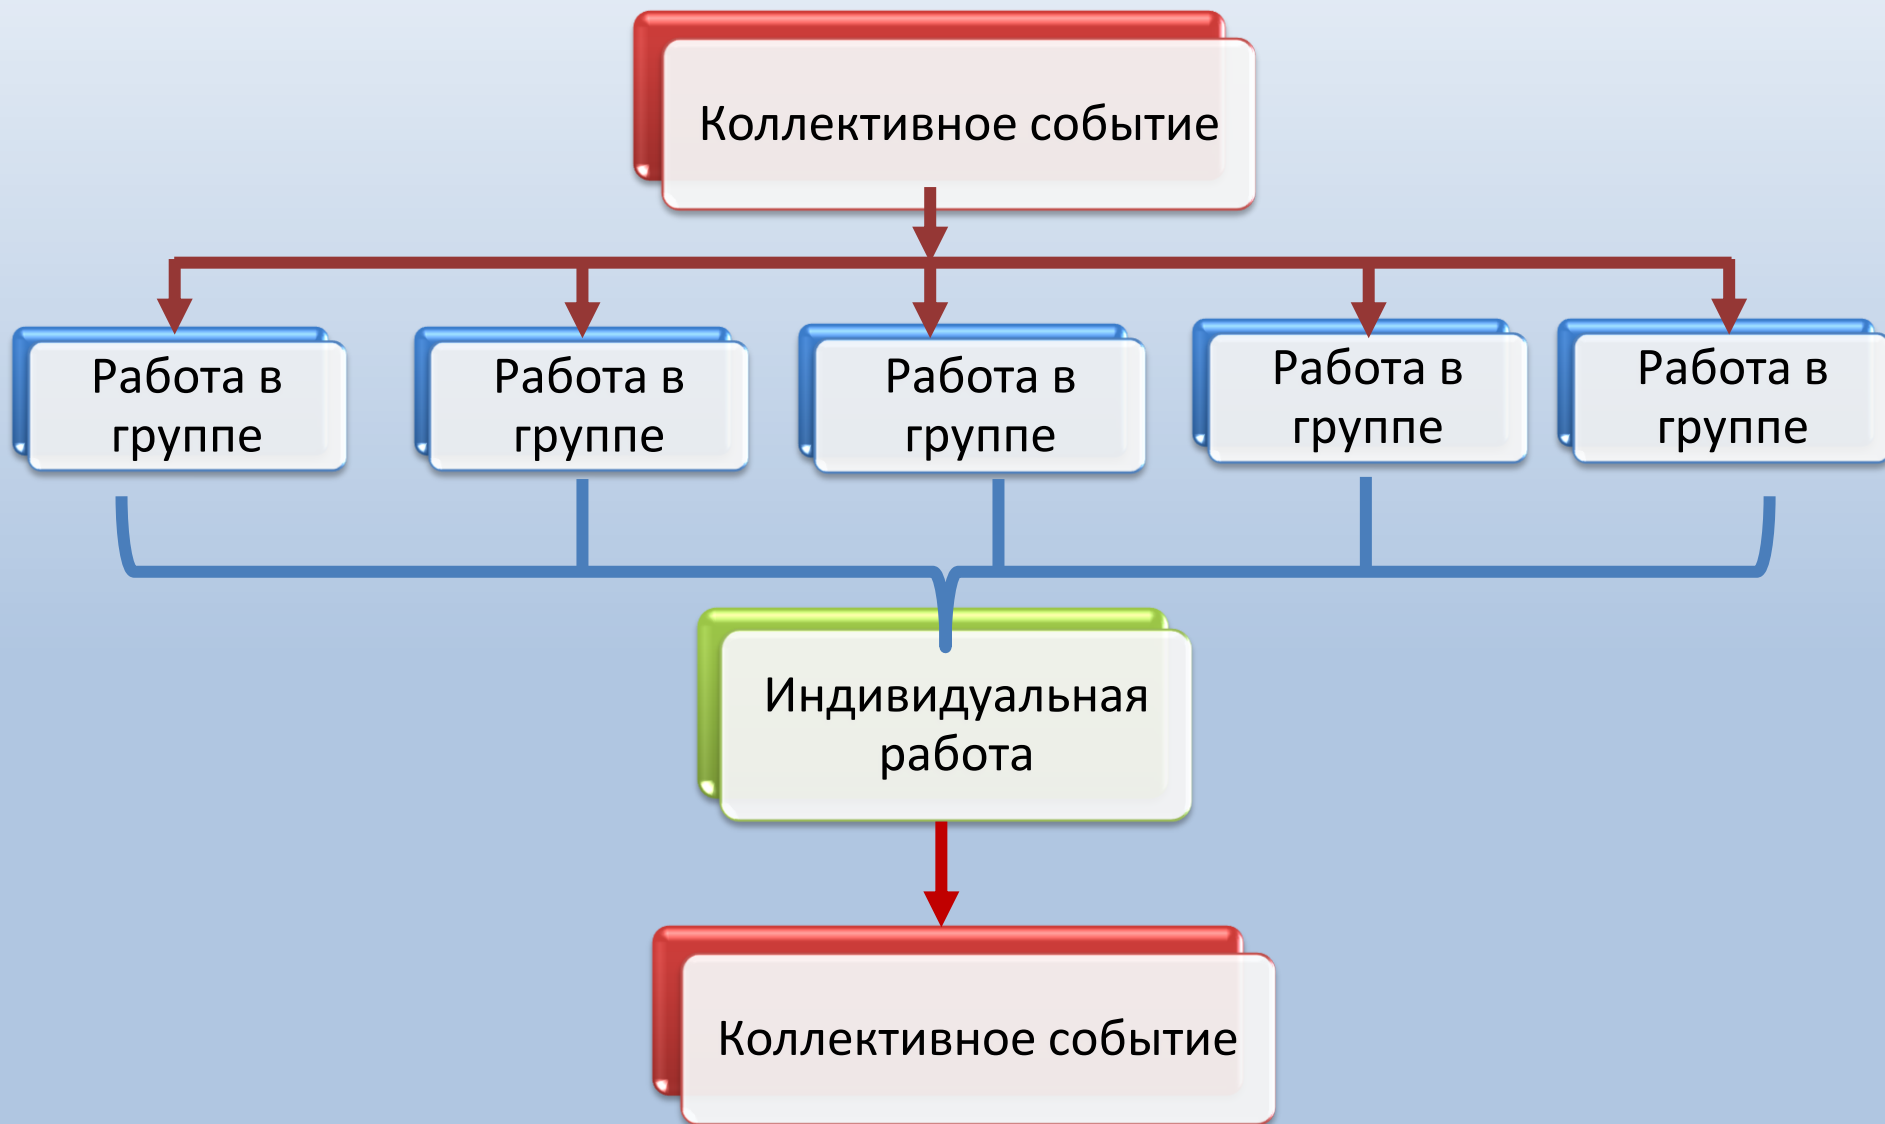 Коллективное событие
Работа в
группе
Работа в
группе
Работа в
группе
Работа в
группе
Работа в
группе
Индивидуальная
работа
Коллективное событие